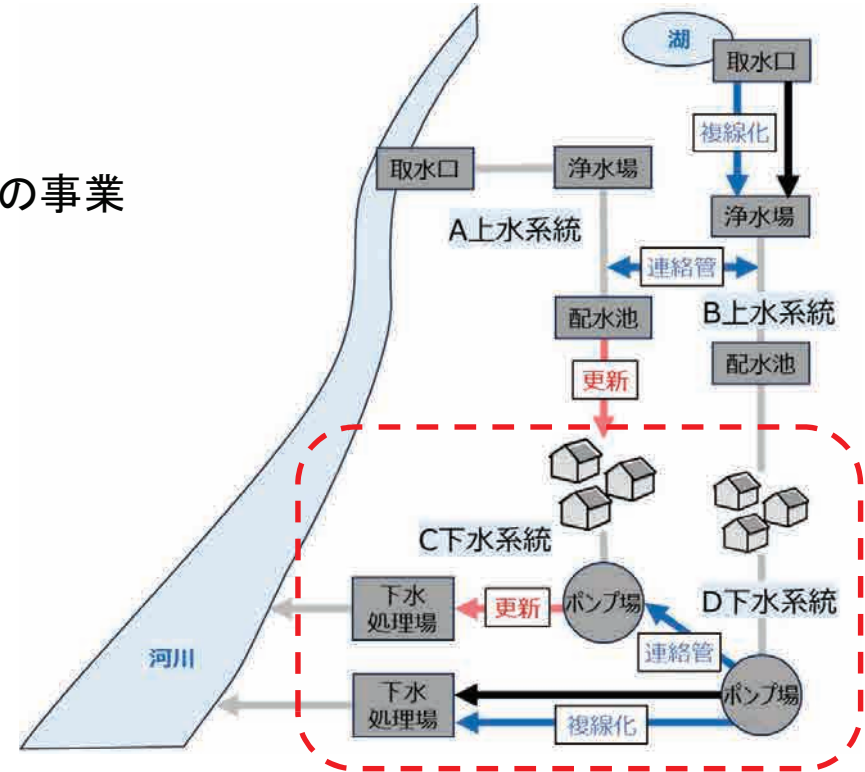 湖
取水口
複線化
の事業
取水口
浄水場
浄水場
A上水系統
連絡管
B上水系統
配水池
配水池
更新
C下水系統
下水
処理場
更新
ポンプ場
D下水系統
連絡管
河川
下水
処理場
ポンプ場
複線化